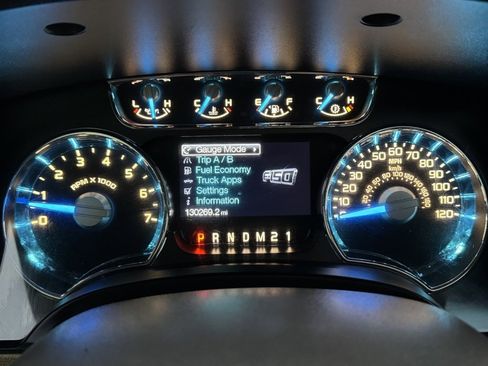 L H C H E F C H
Gauge Mode
Trip A / B
Fuel Economy
Truck Apps
Settings
Information
130269.2 mi
F-150
0 1 2 3 4 5 6 7
RPM X 1000
10 20 30 40 50 60 70 80 90 100 110 120
MPH
km/h
P R N D M 2 1